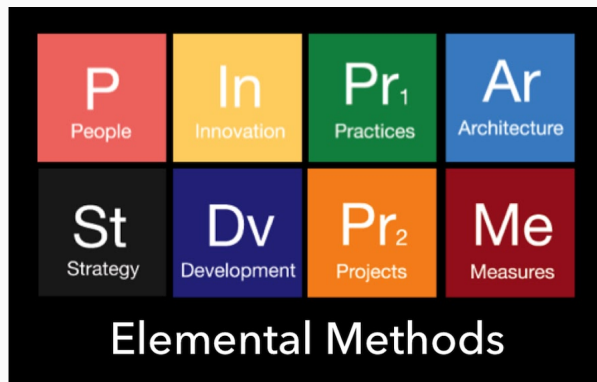 P
People
In
Innovation
Pr1
Practices
Ar
Architecture
St
Strategy
Dv
Development
Pr2
Projects
Me
Measures
Elemental Methods